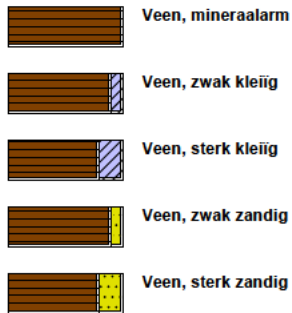 Veen, mineraalarm
Veen, zwak kleiïg
Veen, sterk kleiïg
Veen, zwak zandig
Veen, sterk zandig